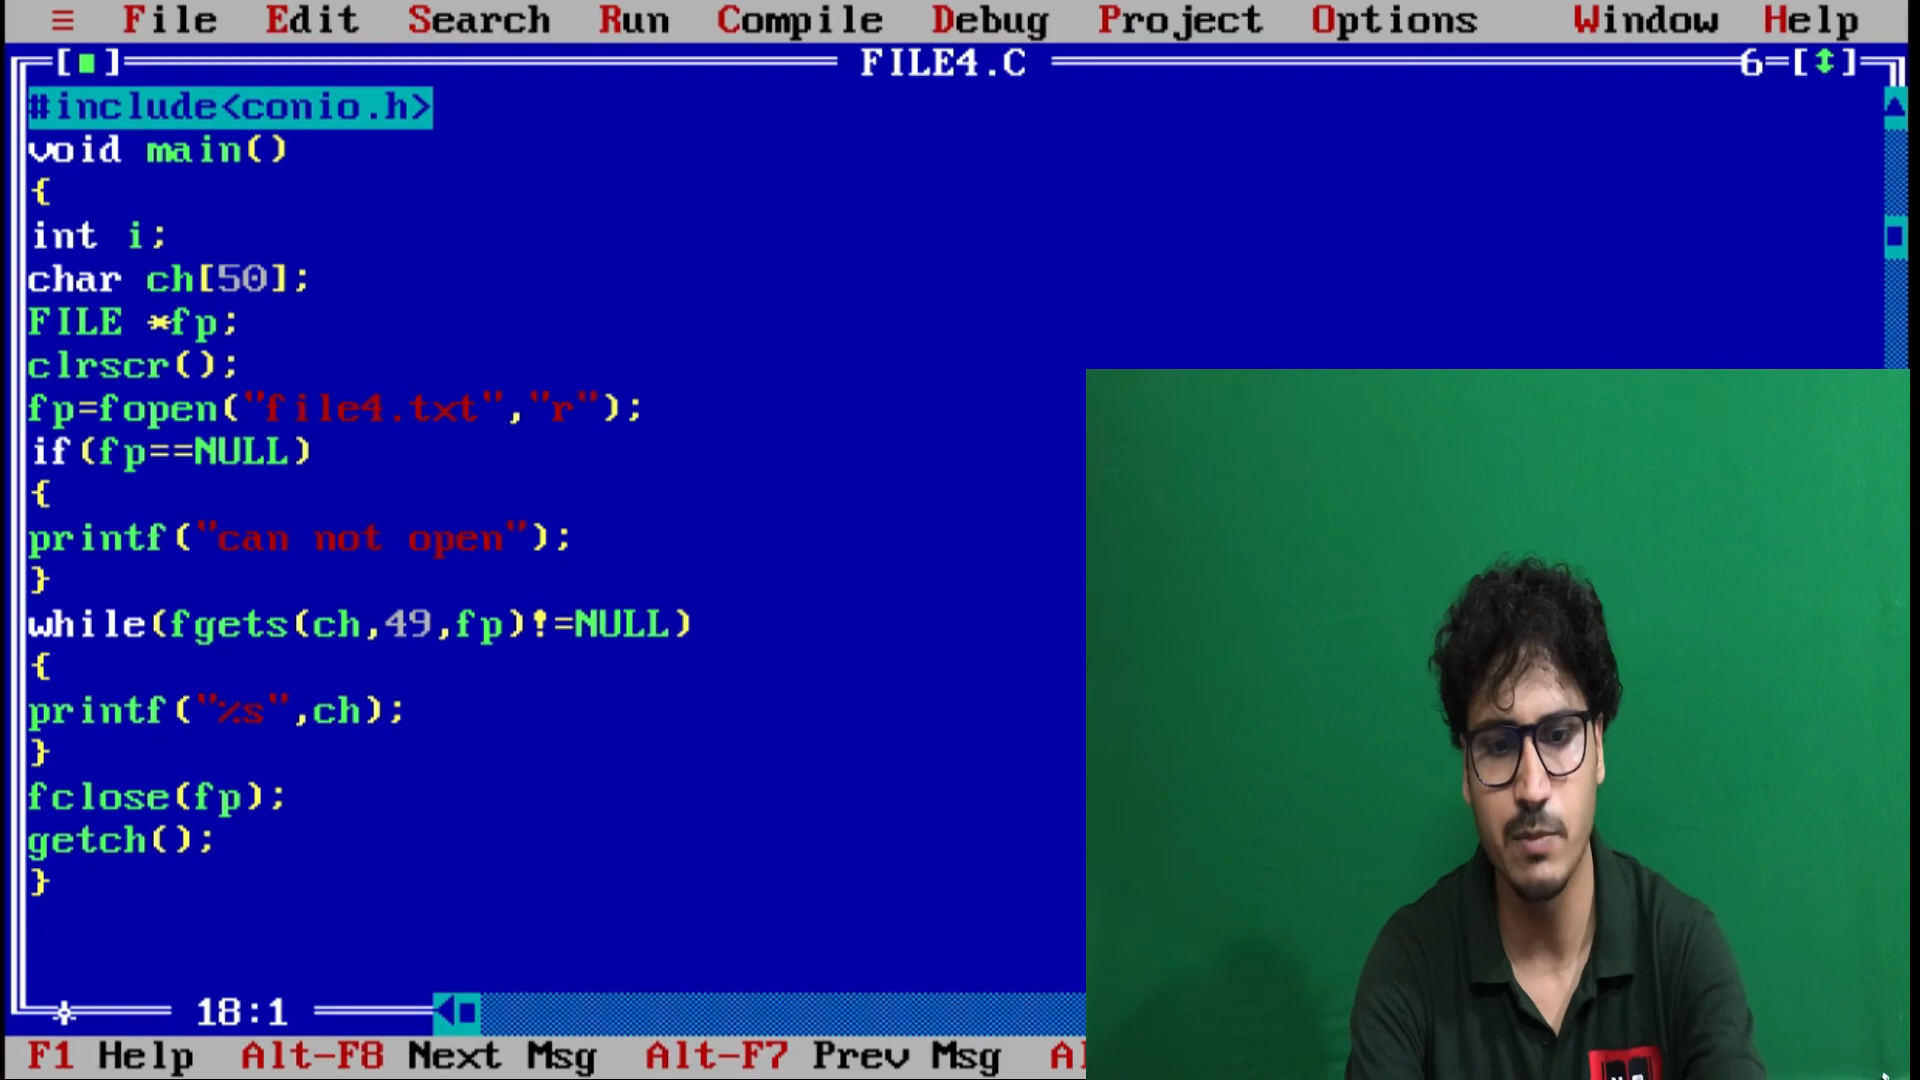 ≡ File Edit Search Run Compile Debug Project Options Window Help
[■] FILE4.C 6=[↕]
#include<conio.h>
void main()
{
int i;
char ch[50];
FILE *fp;
clrscr();
fp=fopen("file4.txt","r");
if(fp==NULL)
{
printf("can not open");
}
while(fgets(ch,49,fp)!=NULL)
{
printf("%s",ch);
}
fclose(fp);
getch();
}
18:1
F1 Help Alt-F8 Next Msg Alt-F7 Prev Msg Al